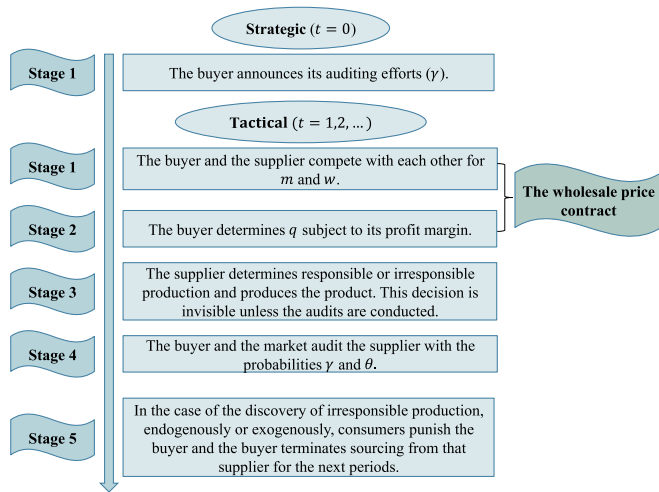 Strategic (t = 0)
Stage 1
The buyer announces its auditing efforts (γ).
Tactical (t = 1,2, …)
Stage 1
The buyer and the supplier compete with each other for
m and w.
The wholesale price
contract
Stage 2
The buyer determines q subject to its profit margin.
Stage 3
The supplier determines responsible or irresponsible
production and produces the product. This decision is
invisible unless the audits are conducted.
Stage 4
The buyer and the market audit the supplier with the
probabilities γ and θ.
Stage 5
In the case of the discovery of irresponsible production,
endogenously or exogenously, consumers punish the
buyer and the buyer terminates sourcing from that
supplier for the next periods.